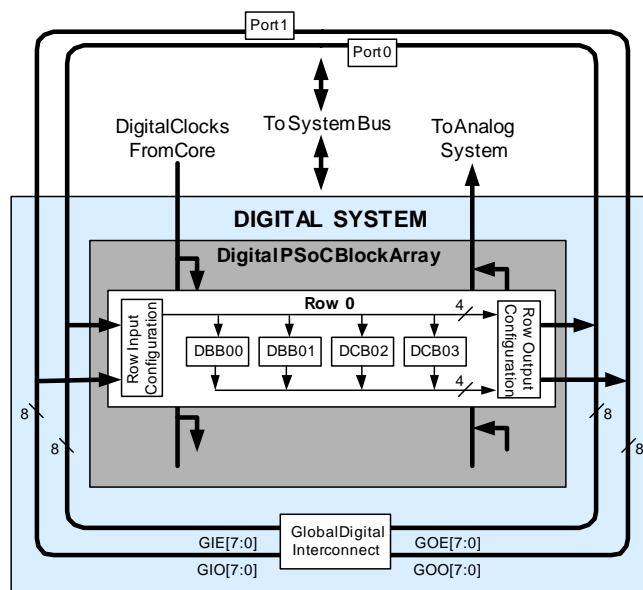 Port1
Port0
DigitalClocks
FromCore
ToSystemBus
ToAnalog
System
DIGITAL SYSTEM
DigitalPSoCBlockArray
Row Input
Configuration
Row 0
4
DBB00
DBB01
DCB02
DCB03
4
Row Output
Configuration
8
8
8
8
GIE[7:0]
GIO[7:0]
GlobalDigital
Interconnect
GOE[7:0]
GOO[7:0]